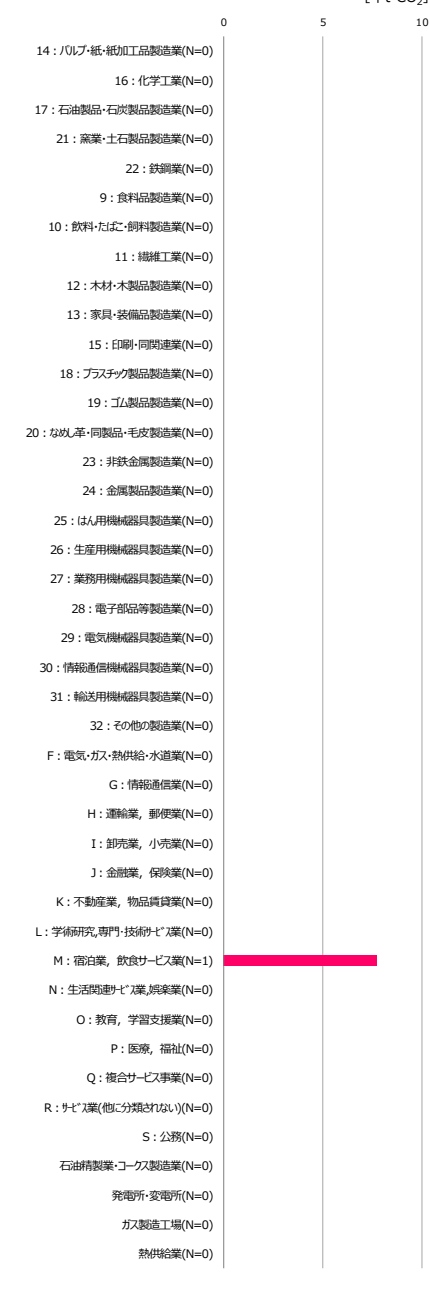 [千t-CO₂]
0 5 10
14：パルプ・紙・紙加工品製造業(N=0)
16：化学工業(N=0)
17：石油製品・石炭製品製造業(N=0)
21：窯業・土石製品製造業(N=0)
22：鉄鋼業(N=0)
9：食料品製造業(N=0)
10：飲料・たばこ・飼料製造業(N=0)
11：繊維工業(N=0)
12：木材・木製品製造業(N=0)
13：家具・装備品製造業(N=0)
15：印刷・同関連業(N=0)
18：プラスチック製品製造業(N=0)
19：ゴム製品製造業(N=0)
20：なめし革・同製品・毛皮製造業(N=0)
23：非鉄金属製造業(N=0)
24：金属製品製造業(N=0)
25：はん用機械器具製造業(N=0)
26：生産用機械器具製造業(N=0)
27：業務用機械器具製造業(N=0)
28：電子部品等製造業(N=0)
29：電気機械器具製造業(N=0)
30：情報通信機械器具製造業(N=0)
31：輸送用機械器具製造業(N=0)
32：その他の製造業(N=0)
F：電気・ガス・熱供給・水道業(N=0)
G：情報通信業(N=0)
H：運輸業，郵便業(N=0)
I：卸売業，小売業(N=0)
J：金融業，保険業(N=0)
K：不動産業，物品賃貸業(N=0)
L：学術研究,専門・技術ｻｰﾋﾞｽ業(N=0)
M：宿泊業，飲食サービス業(N=1)
N：生活関連ｻｰﾋﾞｽ業,娯楽業(N=0)
O：教育，学習支援業(N=0)
P：医療，福祉(N=0)
Q：複合サービス事業(N=0)
R：ｻｰﾋﾞｽ業(他に分類されない)(N=0)
S：公務(N=0)
石油精製業・コークス製造業(N=0)
発電所・変電所(N=0)
ガス製造工場(N=0)
熱供給業(N=0)